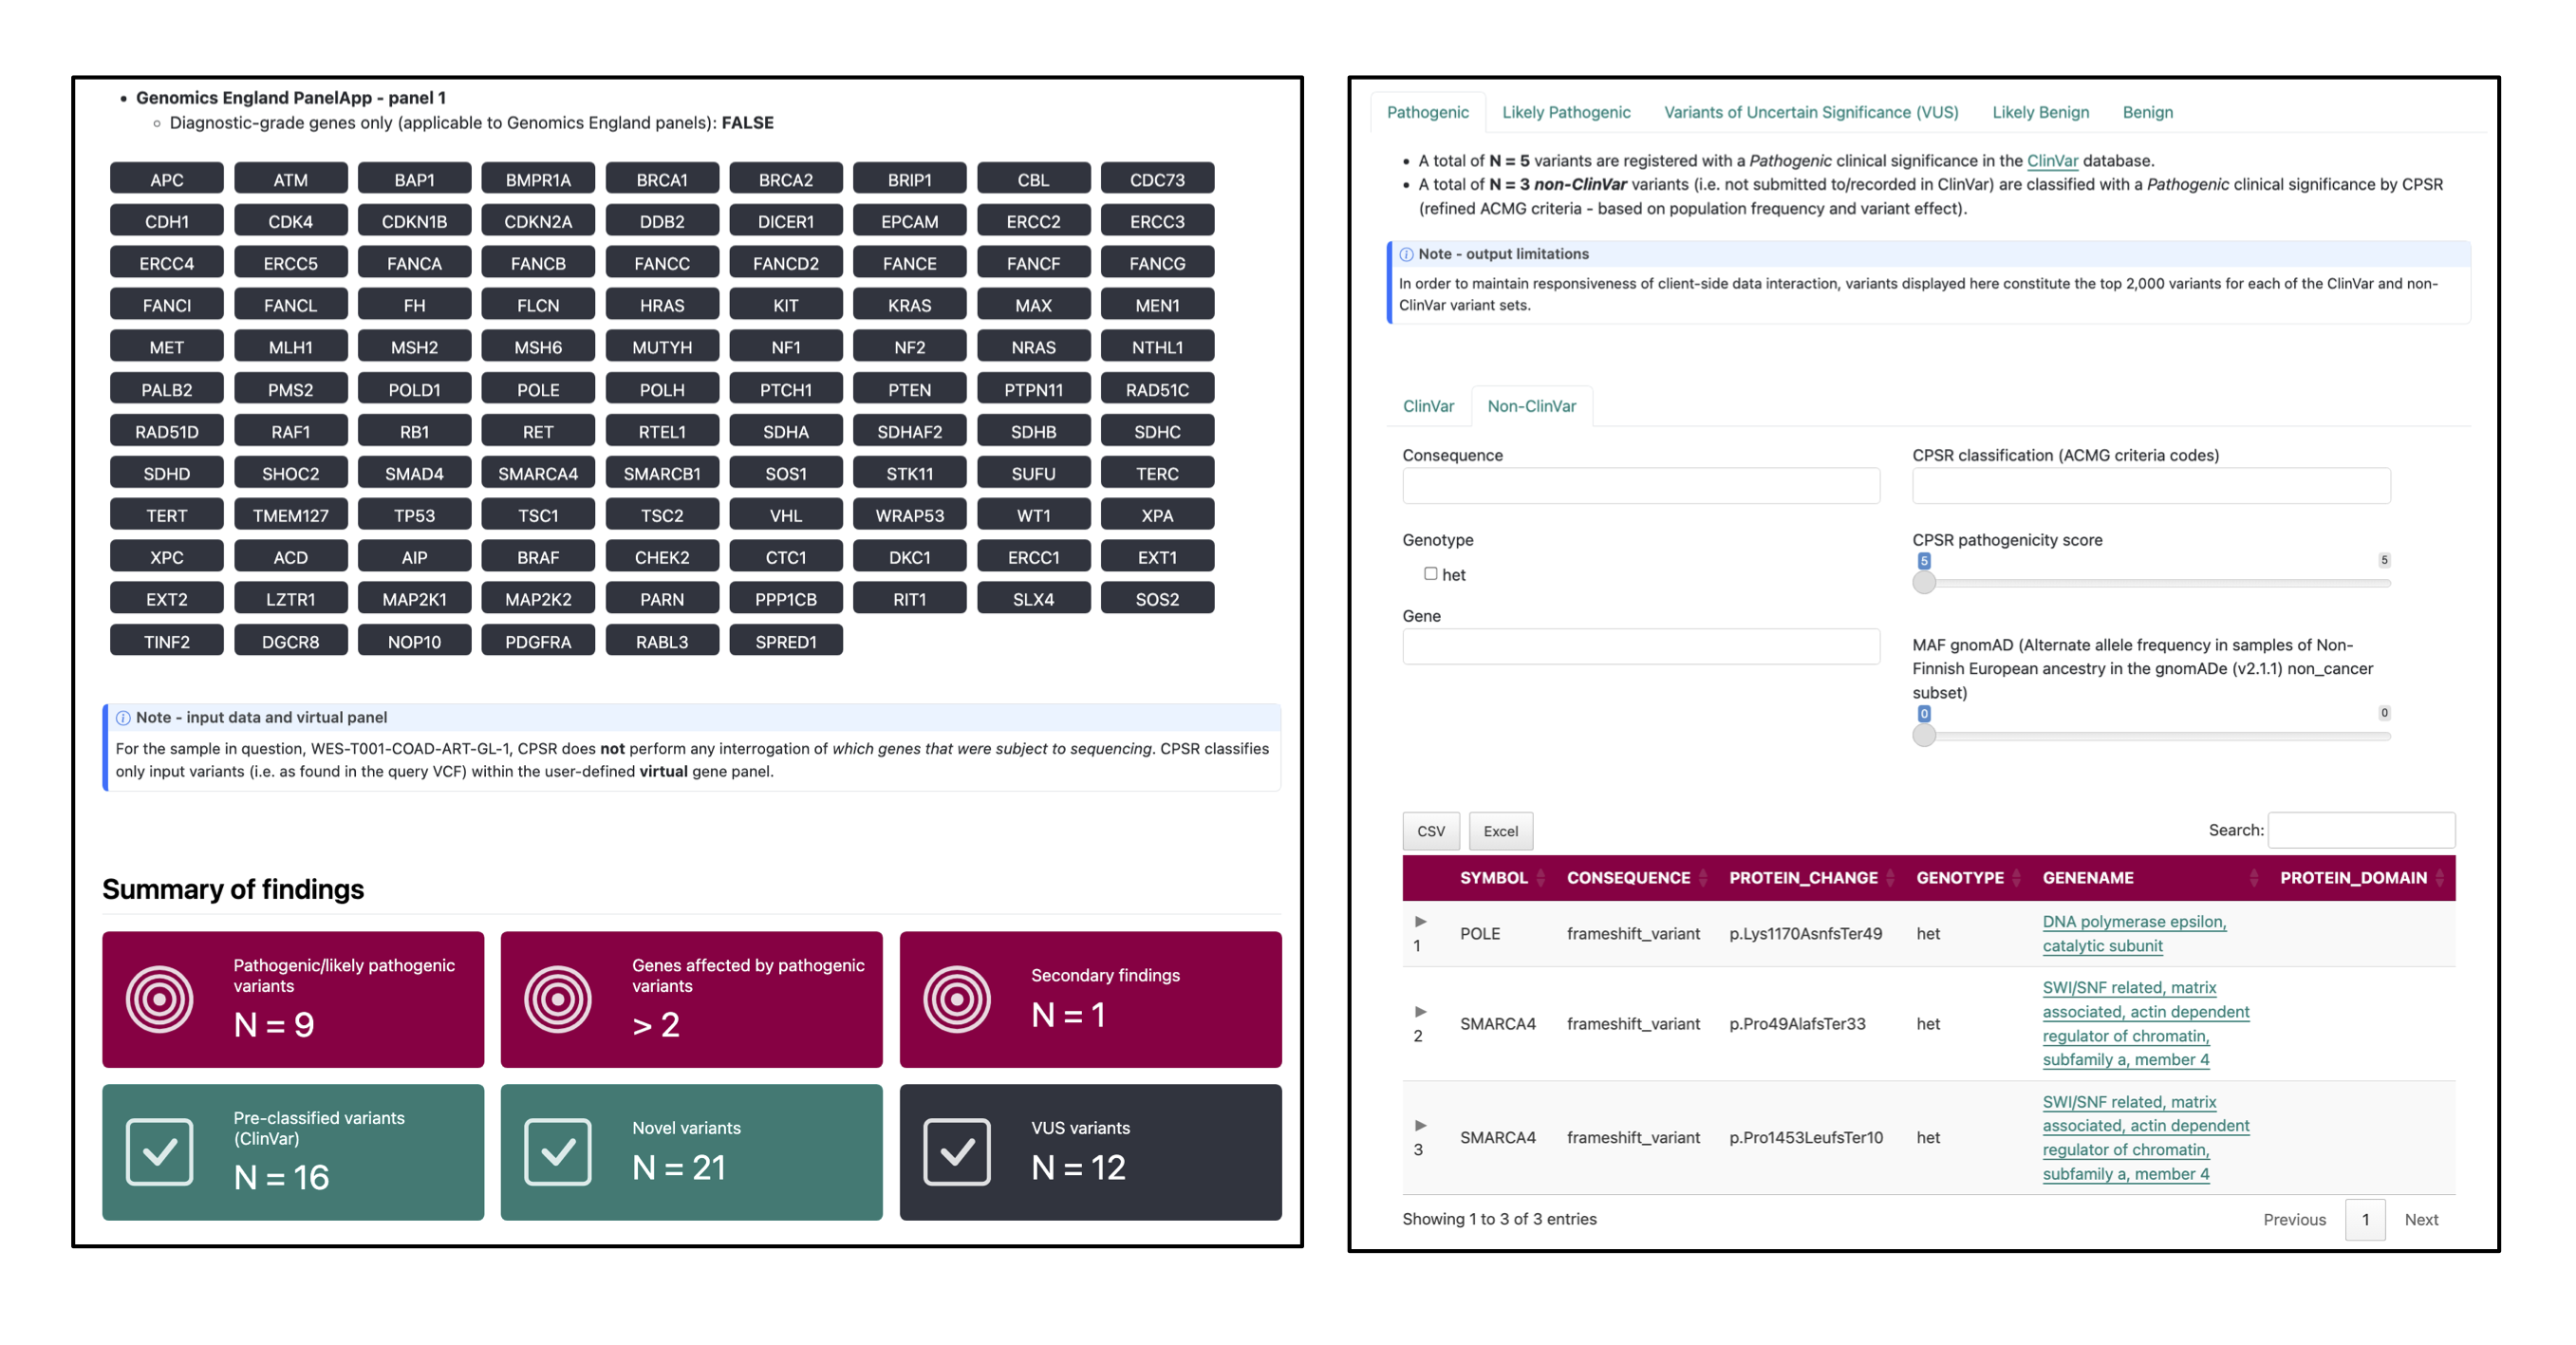 Genomics England PanelApp - panel 1
Diagnostic-grade genes only (applicable to Genomics England panels): FALSE
APC ATM BAP1 BMPR1A BRCA1 BRCA2 BRIP1 CBL CDC73
CDH1 CDK4 CDKN1B CDKN2A DDB2 DICER1 EPCAM ERCC2 ERCC3
ERCC4 ERCC5 FANCA FANCB FANCC FANCD2 FANCE FANCF FANCG
FANCI FANCL FH FLCN HRAS KIT KRAS MAX MEN1
MET MLH1 MSH2 MSH6 MUTYH NF1 NF2 NRAS NTHL1
PALB2 PMS2 POLD1 POLE POLH PTCH1 PTEN PTPN11 RAD51C
RAD51D RAF1 RB1 RET RTEL1 SDHA SDHAF2 SDHB SDHC
SDHD SHOC2 SMAD4 SMARCA4 SMARCB1 SOS1 STK11 SUFU TERC
TERT TMEM127 TP53 TSC1 TSC2 VHL WRAP53 WT1 XPA
XPC ACD AIP BRAF CHEK2 CTC1 DKC1 ERCC1 EXT1
EXT2 LZTR1 MAP2K1 MAP2K2 PARN PPP1CB RIT1 SLX4 SOS2
TINF2 DGCR8 NOP10 PDGFRA RABL3 SPRED1
Note - input data and virtual panel
For the sample in question, WES-T001-COAD-ART-GL-1, CPSR does not perform any interrogation of which genes that were subject to sequencing. CPSR classifies
only input variants (i.e. as found in the query VCF) within the user-defined virtual gene panel.
Summary of findings
Pathogenic/likely pathogenic
variants
N = 9
Genes affected by pathogenic
variants
> 2
Secondary findings
N = 1
Pre-classified variants
(ClinVar)
N = 16
Novel variants
N = 21
VUS variants
N = 12
Pathogenic Likely Pathogenic Variants of Uncertain Significance (VUS) Likely Benign Benign
A total of N = 5 variants are registered with a Pathogenic clinical significance in the ClinVar database.
A total of N = 3 non-ClinVar variants (i.e. not submitted to/recorded in ClinVar) are classified with a Pathogenic clinical significance by CPSR
(refined ACMG criteria - based on population frequency and variant effect).
Note - output limitations
In order to maintain responsiveness of client-side data interaction, variants displayed here constitute the top 2,000 variants for each of the ClinVar and non-
ClinVar variant sets.
ClinVar Non-ClinVar
Consequence
CPSR classification (ACMG criteria codes)
Genotype
het
CPSR pathogenicity score
5 5
Gene
MAF gnomAD (Alternate allele frequency in samples of Non-
Finnish European ancestry in the gnomADe (v2.1.1) non_cancer
subset)
0 0
CSV Excel Search:
SYMBOL CONSEQUENCE PROTEIN_CHANGE GENOTYPE GENENAME PROTEIN_DOMAIN
1 POLE frameshift_variant p.Lys1170AsnfsTer49 het DNA polymerase epsilon,
catalytic subunit
2 SMARCA4 frameshift_variant p.Pro49AlafsTer33 het SWI/SNF related, matrix
associated, actin dependent
regulator of chromatin,
subfamily a, member 4
3 SMARCA4 frameshift_variant p.Pro1453LeufsTer10 het SWI/SNF related, matrix
associated, actin dependent
regulator of chromatin,
subfamily a, member 4
Showing 1 to 3 of 3 entries Previous 1 Next